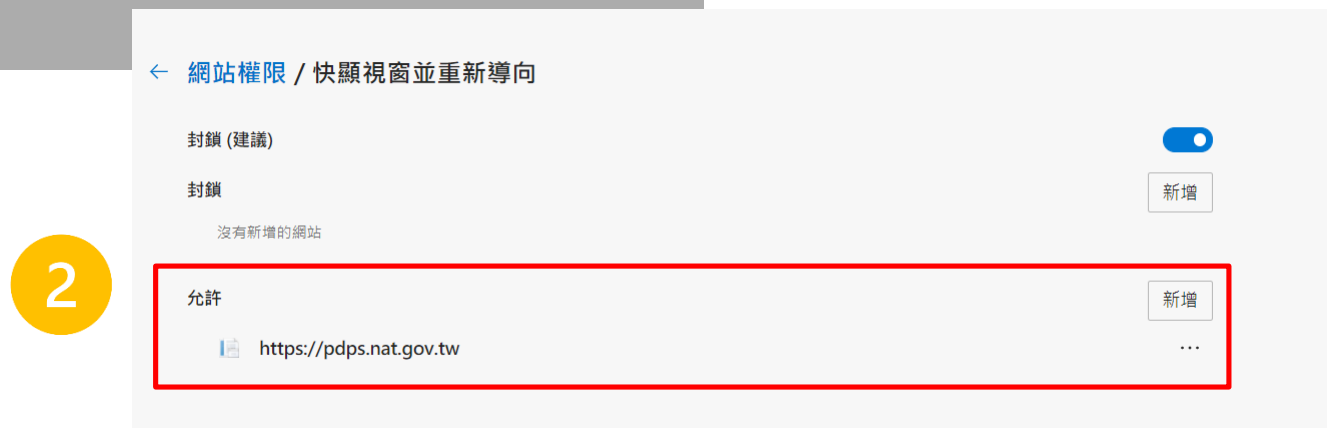 ← 網站權限 / 快顯視窗並重新導向
封鎖 (建議)
封鎖
新增
沒有新增的網站
2
允許
新增
https://pdps.nat.gov.tw
...